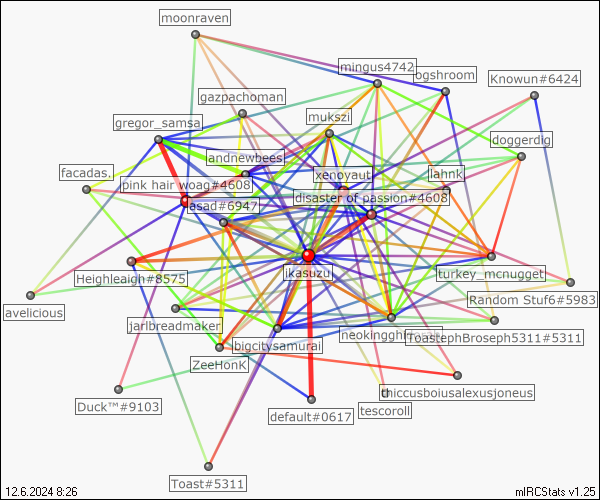 moonraven
mingus4742
ogshroom
Knowun#6424
gazpachoman
mukszi
gregor_samsa
doggerdig
andnewbees
facadas.
xenoyaut
lahnk
pink hair woag#4608
disaster of passion#4608
asad#6947
ikasuzu
turkey_mcnugget
Heighleaigh#8575
Random Stuf6#5983
avelicious
jarlbreadmaker
ToastephBroseph5311#5311
bigcitysamurai
ZeeHonK
thiccusboiusalexusjoneus
Duck™#9103
default#0617
tescoroll
Toast#5311
12.6.2024 8:26
mIRCStats v1.25